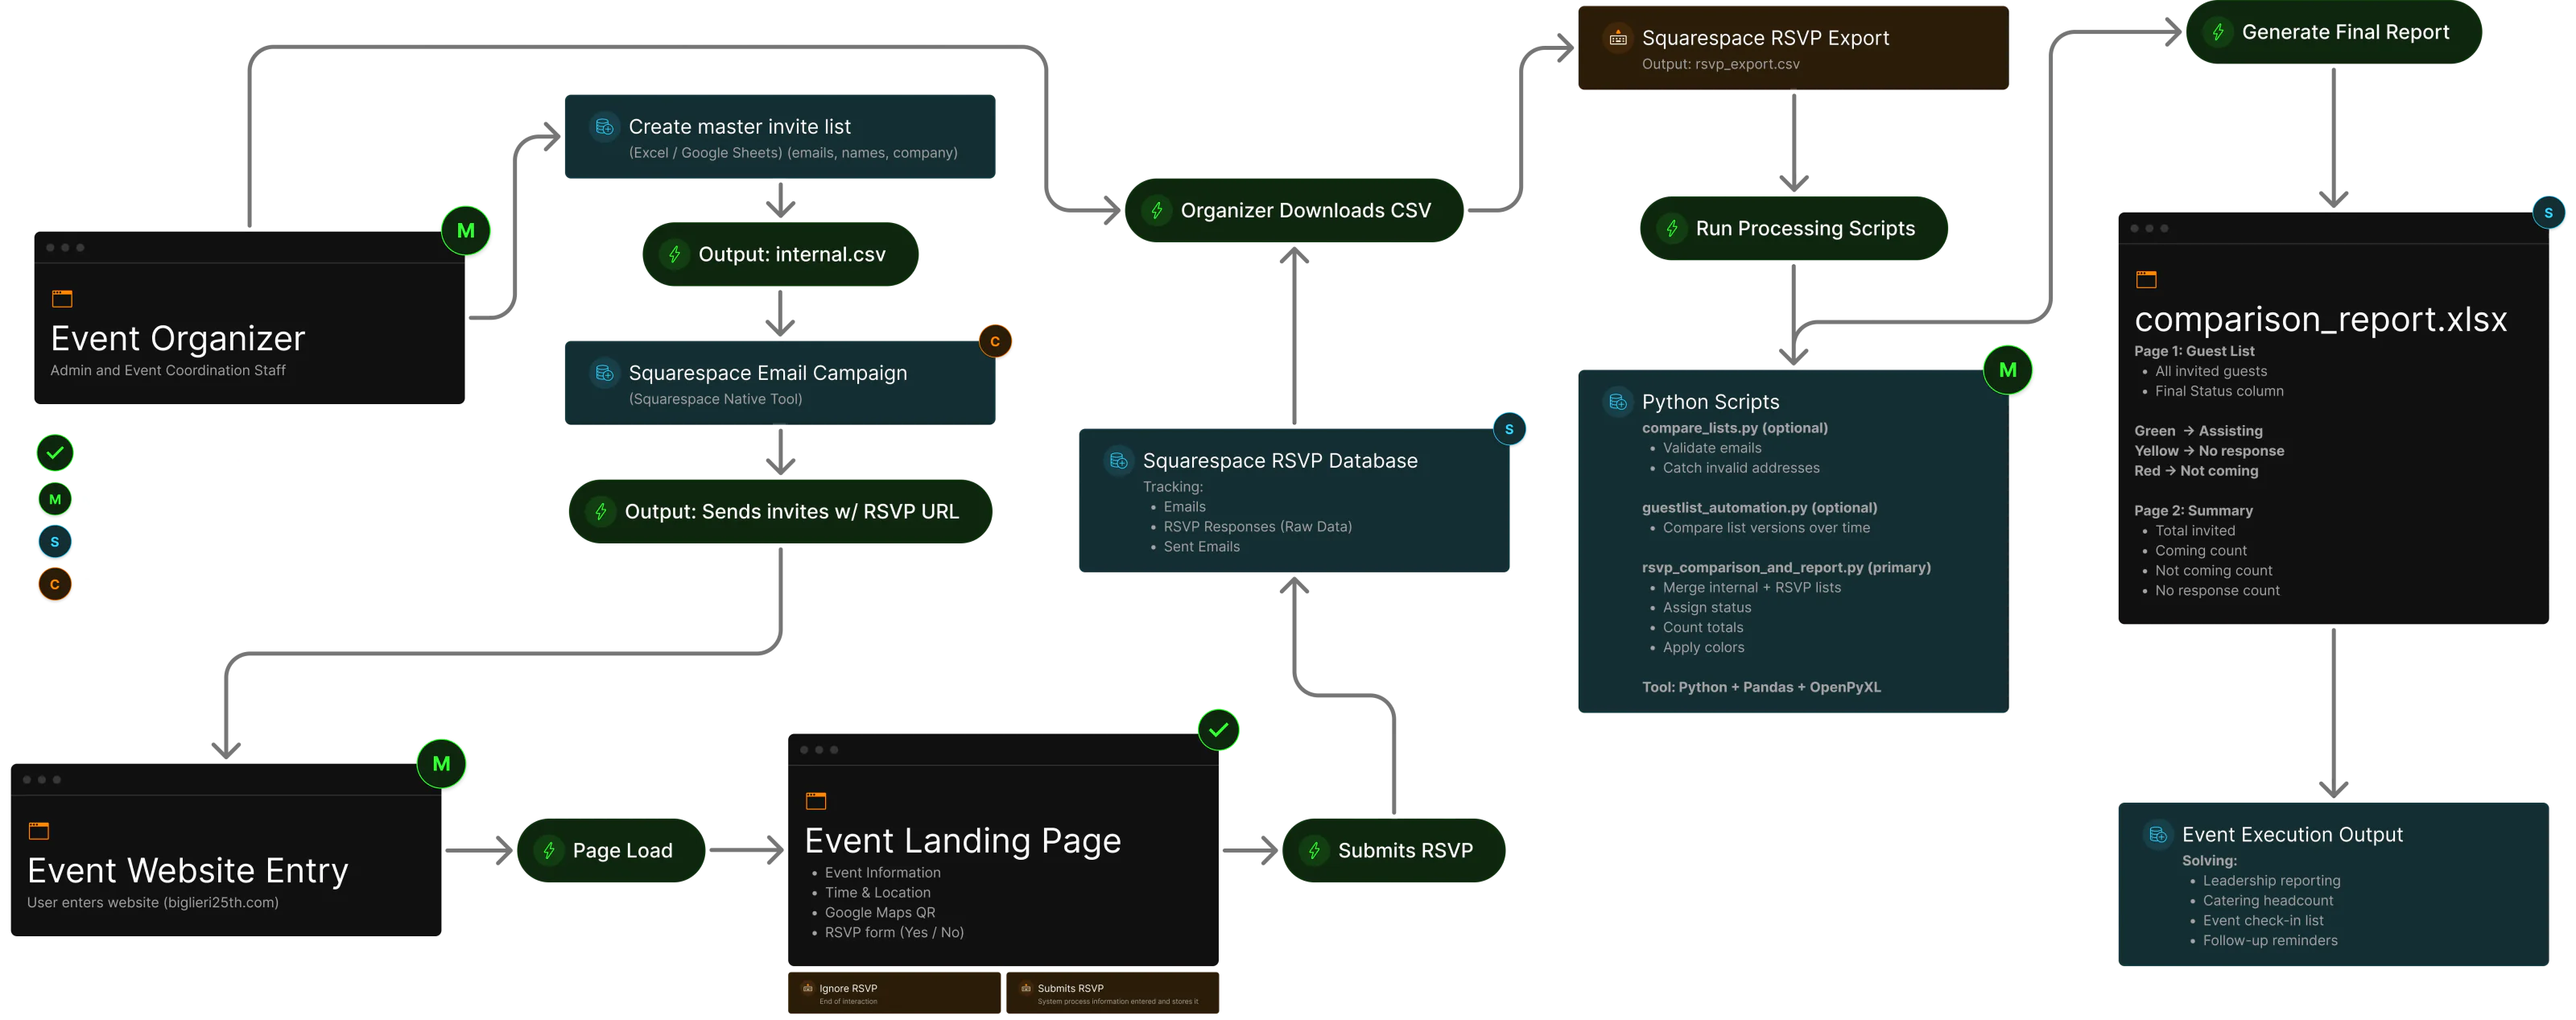 M
Event Organizer
Admin and Event Coordination Staff
M
S
C
Create master invite list
(Excel / Google Sheets) (emails, names, company)
Output: internal.csv
C
Squarespace Email Campaign
(Squarespace Native Tool)
Output: Sends invites w/ RSVP URL
M
Event Website Entry
User enters website (biglieri25th.com)
Page Load
Event Landing Page
• Event Information
• Time & Location
• Google Maps QR
• RSVP form (Yes / No)
Ignore RSVP
End of interaction
Submits RSVP
System process information entered and stores it
Submits RSVP
S
Squarespace RSVP Database
Tracking:
• Emails
• RSVP Responses (Raw Data)
• Sent Emails
Organizer Downloads CSV
Squarespace RSVP Export
Output: rsvp_export.csv
Run Processing Scripts
M
Python Scripts
compare_lists.py (optional)
• Validate emails
• Catch invalid addresses
guestlist_automation.py (optional)
• Compare list versions over time
rsvp_comparison_and_report.py (primary)
• Merge internal + RSVP lists
• Assign status
• Count totals
• Apply colors
Tool: Python + Pandas + OpenPyXL
Generate Final Report
S
comparison_report.xlsx
Page 1: Guest List
• All invited guests
• Final Status column
Green → Assisting
Yellow → No response
Red → Not coming
Page 2: Summary
• Total invited
• Coming count
• Not coming count
• No response count
Event Execution Output
Solving:
• Leadership reporting
• Catering headcount
• Event check-in list
• Follow-up reminders